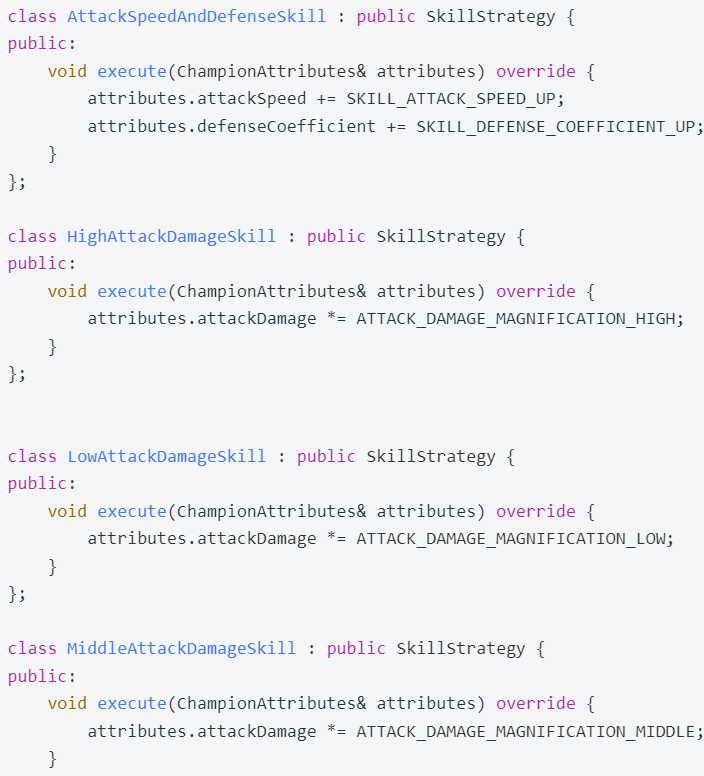 class AttackSpeedAndDefenseSkill : public SkillStrategy {
public:
    void execute(ChampionAttributes& attributes) override {
        attributes.attackSpeed += SKILL_ATTACK_SPEED_UP;
        attributes.defenseCoefficient += SKILL_DEFENSE_COEFFICIENT_UP;
    }
};

class HighAttackDamageSkill : public SkillStrategy {
public:
    void execute(ChampionAttributes& attributes) override {
        attributes.attackDamage *= ATTACK_DAMAGE_MAGNIFICATION_HIGH;
    }
};


class LowAttackDamageSkill : public SkillStrategy {
public:
    void execute(ChampionAttributes& attributes) override {
        attributes.attackDamage *= ATTACK_DAMAGE_MAGNIFICATION_LOW;
    }
};

class MiddleAttackDamageSkill : public SkillStrategy {
public:
    void execute(ChampionAttributes& attributes) override {
        attributes.attackDamage *= ATTACK_DAMAGE_MAGNIFICATION_MIDDLE;
    }